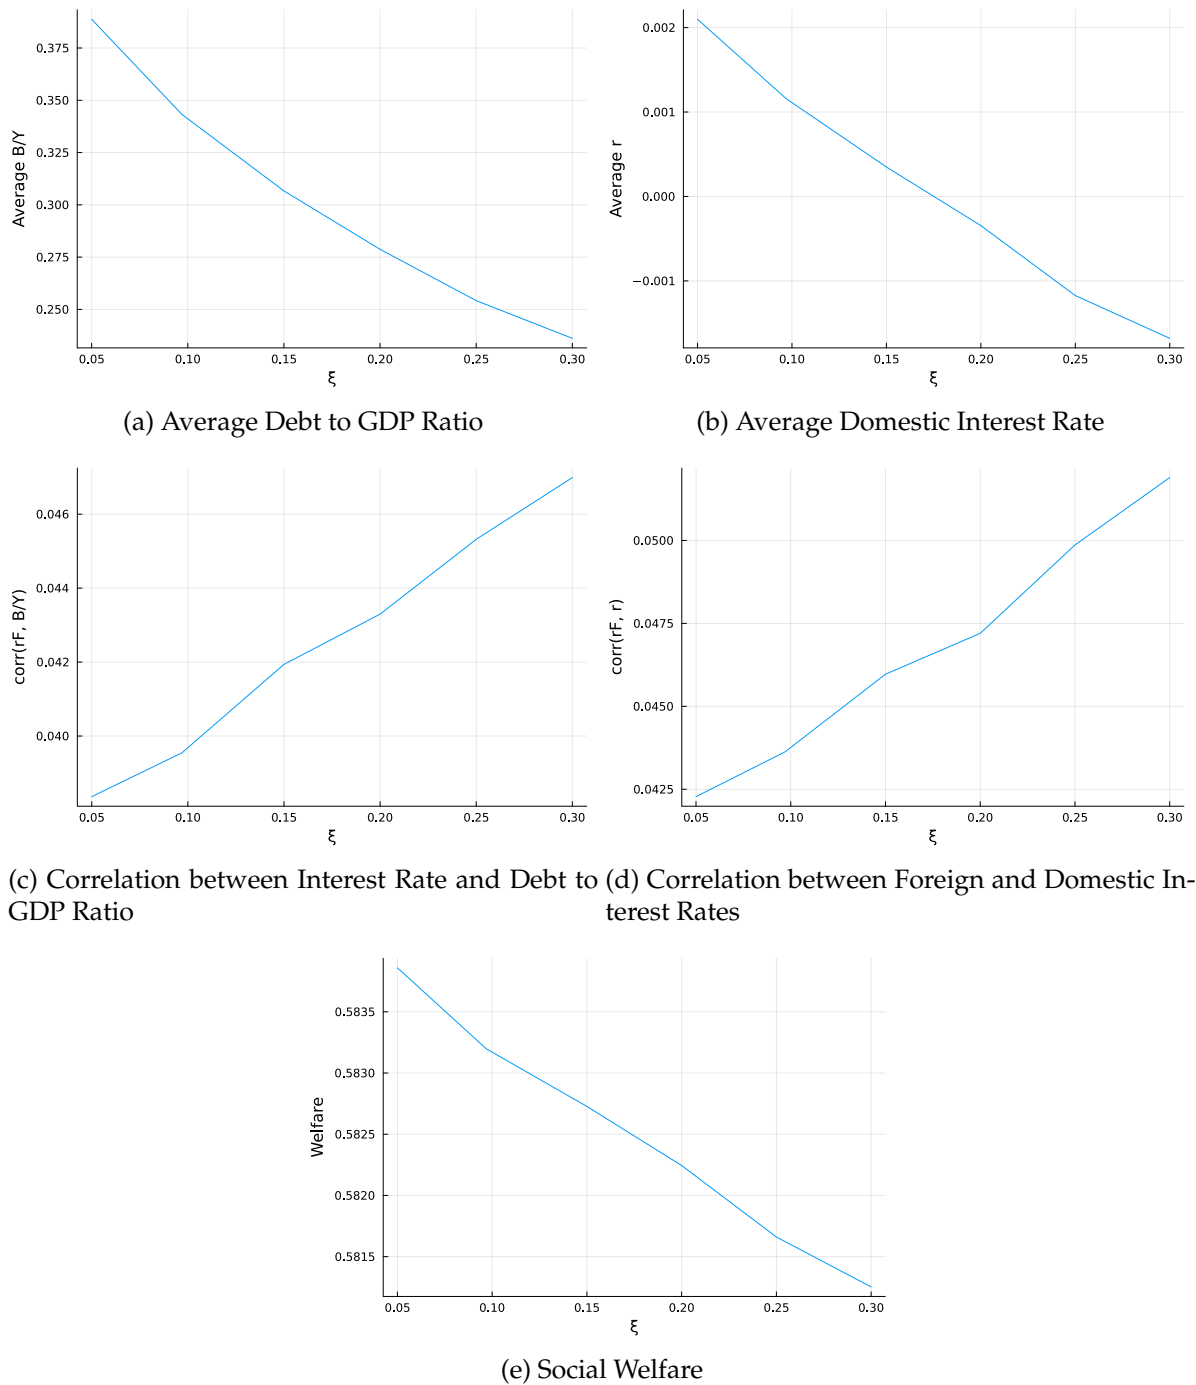 0.375
0.350
0.325
0.300
0.275
0.250
Average B/Y
0.05 0.10 0.15 0.20 0.25 0.30
ξ
(a) Average Debt to GDP Ratio
0.002
0.001
0.000
−0.001
Average r
0.05 0.10 0.15 0.20 0.25 0.30
ξ
(b) Average Domestic Interest Rate
0.046
0.044
0.042
0.040
corr(rF, B/Y)
0.05 0.10 0.15 0.20 0.25 0.30
ξ
(c) Correlation between Interest Rate and Debt to
GDP Ratio
0.0500
0.0475
0.0450
0.0425
corr(rF, r)
0.05 0.10 0.15 0.20 0.25 0.30
ξ
(d) Correlation between Foreign and Domestic In-
terest Rates
0.5835
0.5830
0.5825
0.5820
0.5815
Welfare
0.05 0.10 0.15 0.20 0.25 0.30
ξ
(e) Social Welfare